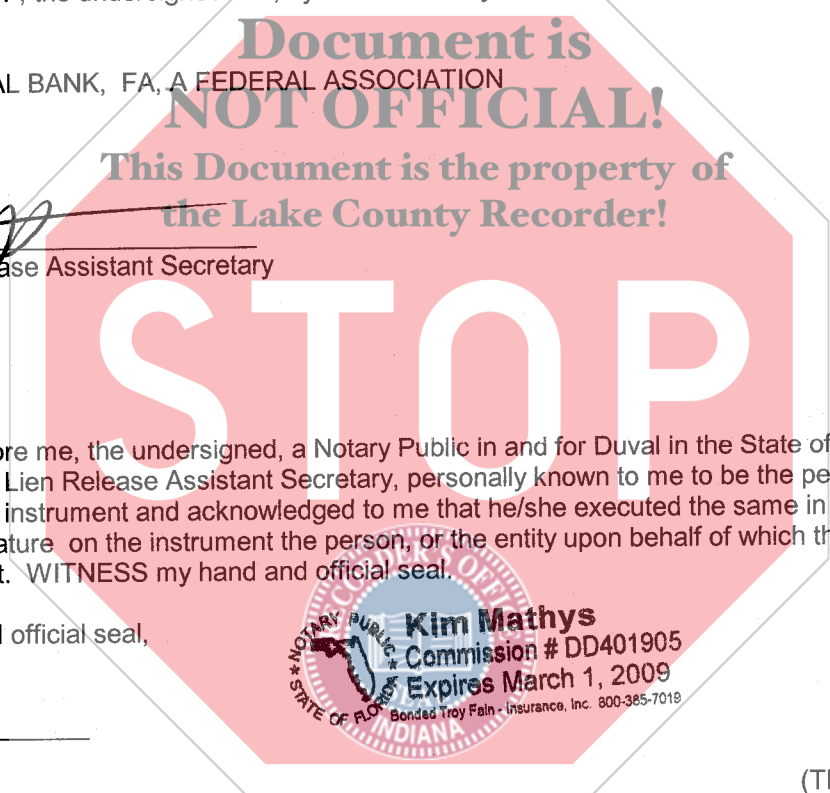 the undersigned
Document is
AL BANK, FA, A FEDERAL ASSOCIATION
NOT OFFICIAL!
This Document is the property of
the Lake County Recorder!
ase Assistant Secretary
STOP
ore me, the undersigned, a Notary Public in and for Duval in the State of
Lien Release Assistant Secretary, personally known to me to be the pe
instrument and acknowledged to me that he/she executed the same in
ature on the instrument the person, or the entity upon behalf of which th
t. WITNESS my hand and official seal.
l official seal,
RECORDER'S OFFICE
SEAL
INDIANA
NOTARY PUBLIC
STATE OF FLORIDA
Kim Mathys
Commission # DD401905
Expires March 1, 2009
Bonded Troy Fain - Insurance, Inc. 800-385-7019
(T